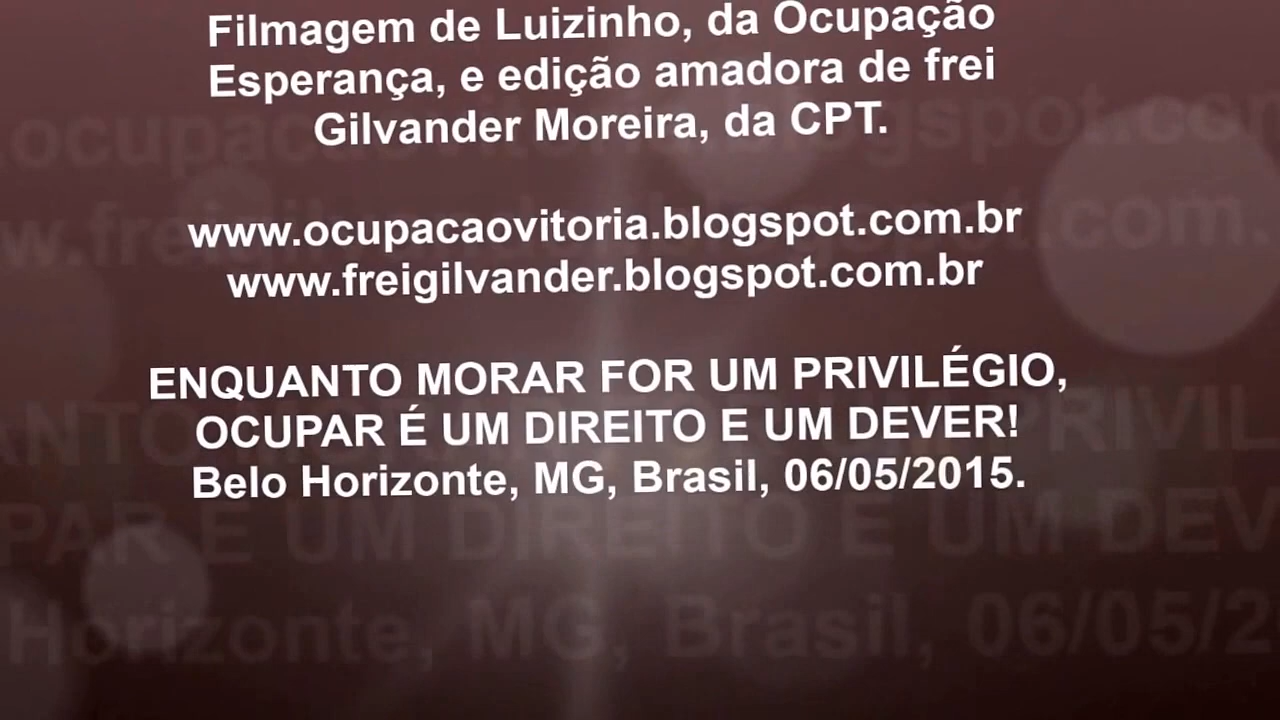 Filmagem de Luizinho, da Ocupação
Esperança, e edição amadora de frei
Gilvander Moreira, da CPT.
www.ocupacaovitoria.blogspot.com.br
www.freigilvander.blogspot.com.br
ENQUANTO MORAR FOR UM PRIVILÉGIO,
OCUPAR É UM DIREITO E UM DEVER!
Belo Horizonte, MG, Brasil, 06/05/2015.